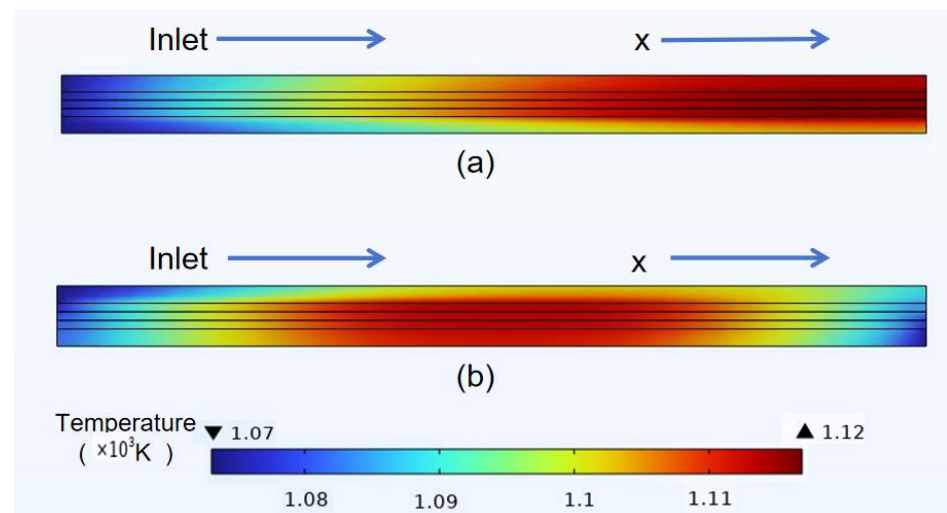 Inlet x
(a)
Inlet x
(b)
Temperature
( ×10³K )
▼ 1.07 ▲ 1.12
1.08 1.09 1.1 1.11